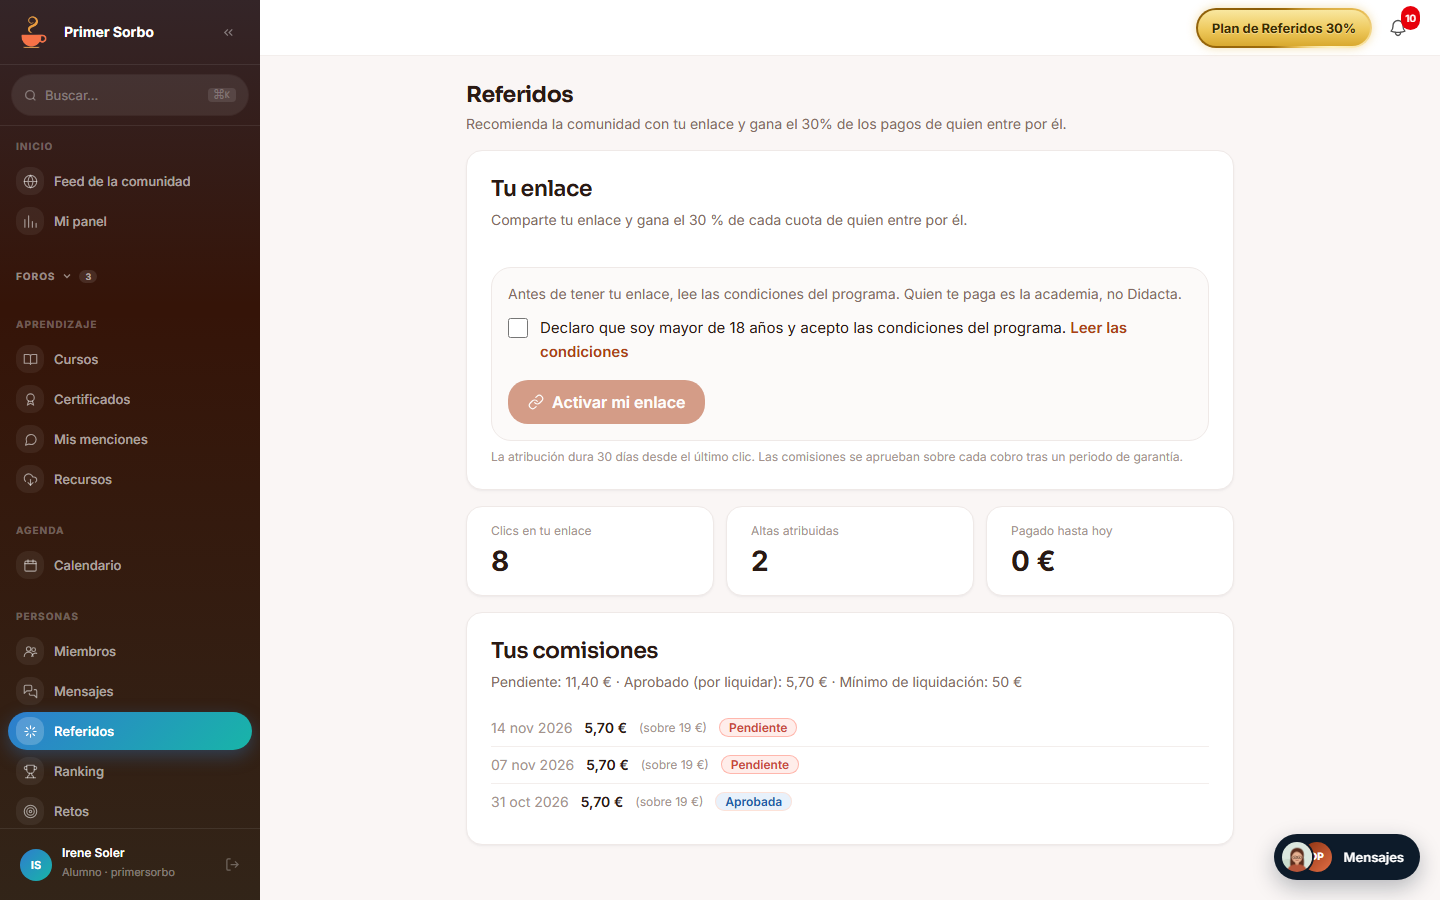 Primer Sorbo
Buscar...
⌘K
INICIO
Feed de la comunidad
Mi panel
FOROS 3
APRENDIZAJE
Cursos
Certificados
Mis menciones
Recursos
AGENDA
Calendario
PERSONAS
Miembros
Mensajes
Referidos
Ranking
Retos
IS
Irene Soler
Alumno · primersorbo
Plan de Referidos 30%
10
Referidos
Recomienda la comunidad con tu enlace y gana el 30% de los pagos de quien entre por él.
Tu enlace
Comparte tu enlace y gana el 30 % de cada cuota de quien entre por él.
Antes de tener tu enlace, lee las condiciones del programa. Quien te paga es la academia, no Didacta.
Declaro que soy mayor de 18 años y acepto las condiciones del programa. Leer las
condiciones
Activar mi enlace
La atribución dura 30 días desde el último clic. Las comisiones se aprueban sobre cada cobro tras un periodo de garantía.
Clics en tu enlace
8
Altas atribuidas
2
Pagado hasta hoy
0 €
Tus comisiones
Pendiente: 11,40 € · Aprobado (por liquidar): 5,70 € · Mínimo de liquidación: 50 €
14 nov 2026 5,70 € (sobre 19 €) Pendiente
07 nov 2026 5,70 € (sobre 19 €) Pendiente
31 oct 2026 5,70 € (sobre 19 €) Aprobada
Mensajes